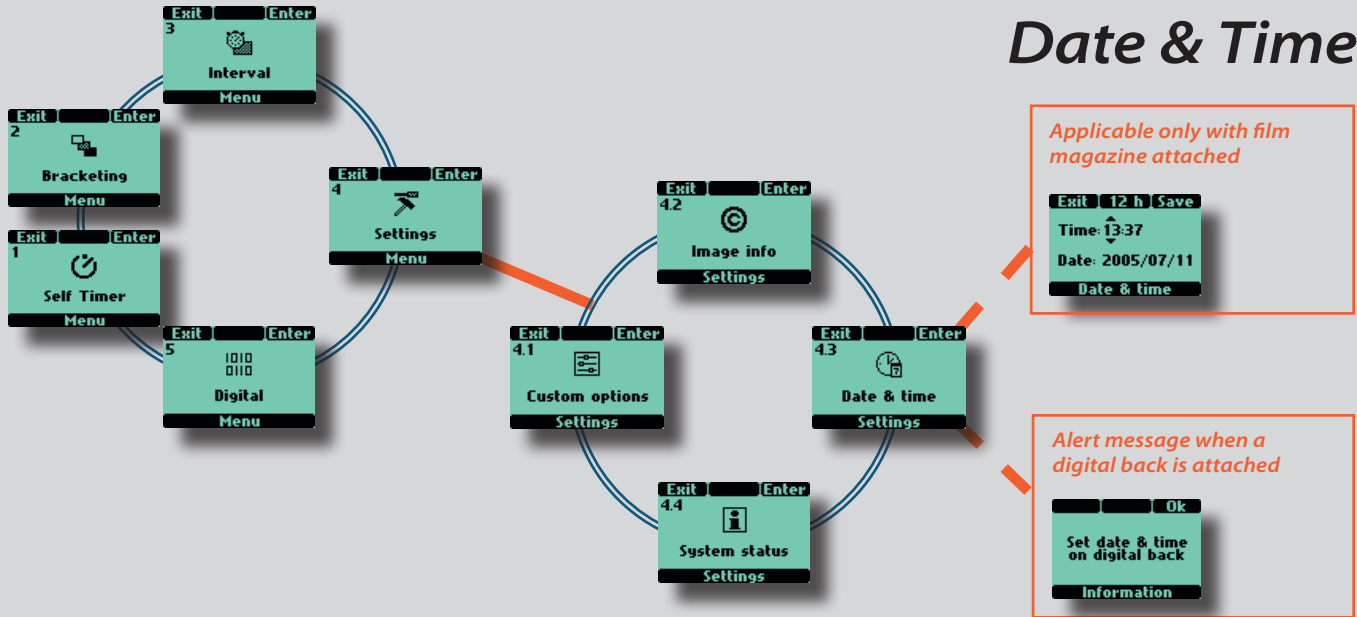 Date & Time
Exit Enter
3
Interval
Menu
Exit Enter
2
Bracketing
Menu
Exit Enter
1
Self Timer
Menu
Exit Enter
4
Settings
Menu
Exit Enter
5
1010
0110
Digital
Menu
Exit Enter
4.2
©
Image info
Settings
Exit Enter
4.1
Custom options
Settings
Exit Enter
4.3
7
Date & time
Settings
Exit Enter
4.4
i
System status
Settings
Applicable only with film
magazine attached
Exit 12 h Save
Time: 13:37
Date: 2005/07/11
Date & time
Alert message when a
digital back is attached
Ok
Set date & time
on digital back
Information